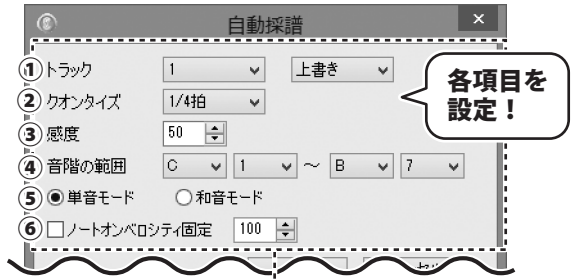 自動採譜
① トラック 1 上書き
② クオンタイズ 1/4拍
③ 感度 50
④ 音階の範囲 C 1 ～ B 7
⑤ 単音モード 和音モード
⑥ ノートオンベロシティ固定 100
各項目を
設定！